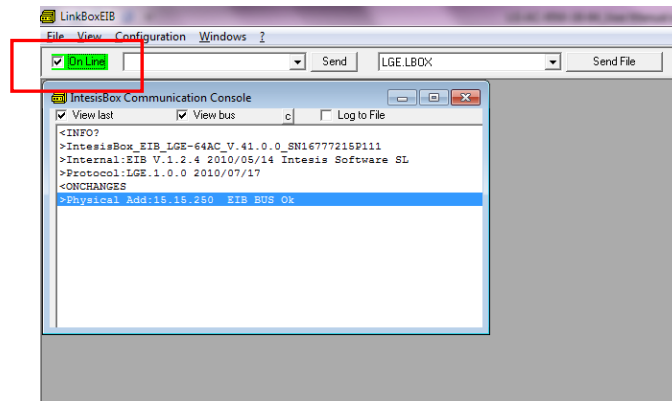 LinkBoxEIB
File View Configuration Windows ?
On Line Send LGE.LBOX Send File
IntesisBox Communication Console
View last View bus c Log to File
<INFO?
>IntesisBox_EIB_LGE-64AC_V.41.0.0_SN16777215P111
>Internal:EIB V.1.2.4 2010/05/14 Intesis Software SL
>Protocol:LGE.1.0.0 2010/07/17
<ONCHANGES
>Physical Add:15.15.250 EIB BUS Ok